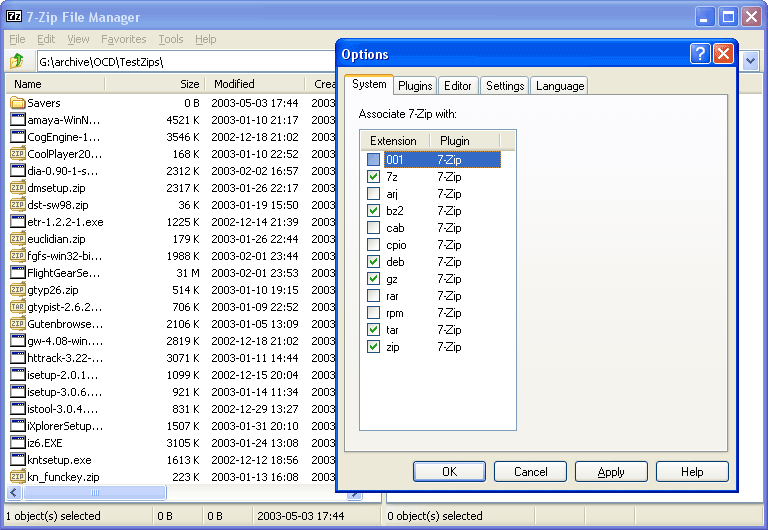 7-Zip File Manager
File Edit View Favorites Tools Help
G:\archive\OCD\TestZips\
Name Size Modified Crea
Savers 0 B 2003-05-03 17:44 2003
amaya-WinN... 4521 K 2003-01-10 21:17 2003
CogEngine-1... 3546 K 2002-12-18 21:02 2003
CoolPlayer20... 168 K 2003-01-10 22:52 2003
dia-0.90-1-s... 2312 K 2003-02-02 16:57 2003
dmsetup.zip 2317 K 2003-01-26 22:17 2003
dst-sw98.zip 36 K 2003-01-19 15:50 2003
etr-1.2.2-1.exe 1225 K 2002-12-14 21:39 2003
euclidian.zip 179 K 2003-01-26 22:44 2003
fgfs-win32-bi... 1988 K 2003-02-01 23:44 2003
FlightGearSe... 31 M 2003-02-01 23:53 2003
gtyp26.zip 514 K 2003-01-10 19:15 2003
gtypist-2.6.2... 706 K 2003-01-09 22:52 2003
Gutenbrowse... 2106 K 2003-01-05 13:09 2003
gw-4.08-win... 2819 K 2002-12-18 21:02 2003
httrack-3.22-... 3071 K 2003-01-11 14:44 2003
isetup-2.0.1... 1099 K 2002-12-15 20:04 2003
isetup-3.0.6.... 921 K 2003-01-14 11:34 2003
istool-3.0.4.... 831 K 2002-12-29 13:27 2003
iXplorerSetup... 1507 K 2003-01-31 20:10 2003
iz6.EXE 3105 K 2003-01-24 13:08 2003
kntsetup.exe 1613 K 2002-12-12 18:56 2003
kn_funckey.zip 223 K 2003-01-13 16:08 2003
1 object(s) selected 0 B 0 B 2003-05-03 17:44 0 object(s) selected
Options
System Plugins Editor Settings Language
Associate 7-Zip with:
Extension Plugin
001 7-Zip
7z 7-Zip
arj 7-Zip
bz2 7-Zip
cab 7-Zip
cpio 7-Zip
deb 7-Zip
gz 7-Zip
rar 7-Zip
rpm 7-Zip
tar 7-Zip
zip 7-Zip
OK Cancel Apply Help